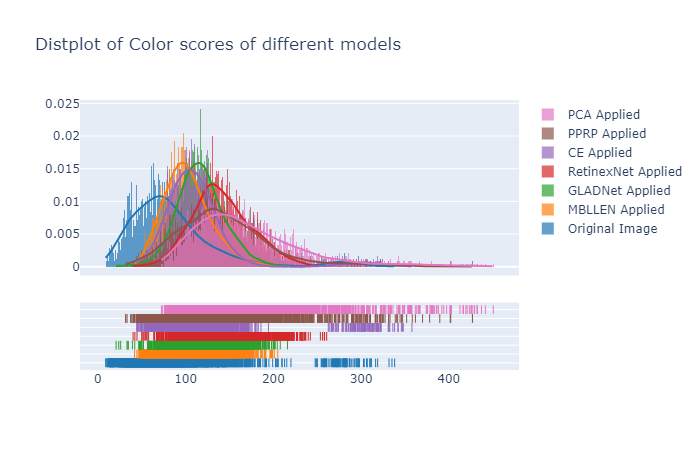 Distplot of Color scores of different models
0.025
0.02
0.015
0.01
0.005
0
0
100
200
300
400
PCA Applied
PPRP Applied
CE Applied
RetinexNet Applied
GLADNet Applied
MBLLEN Applied
Original Image